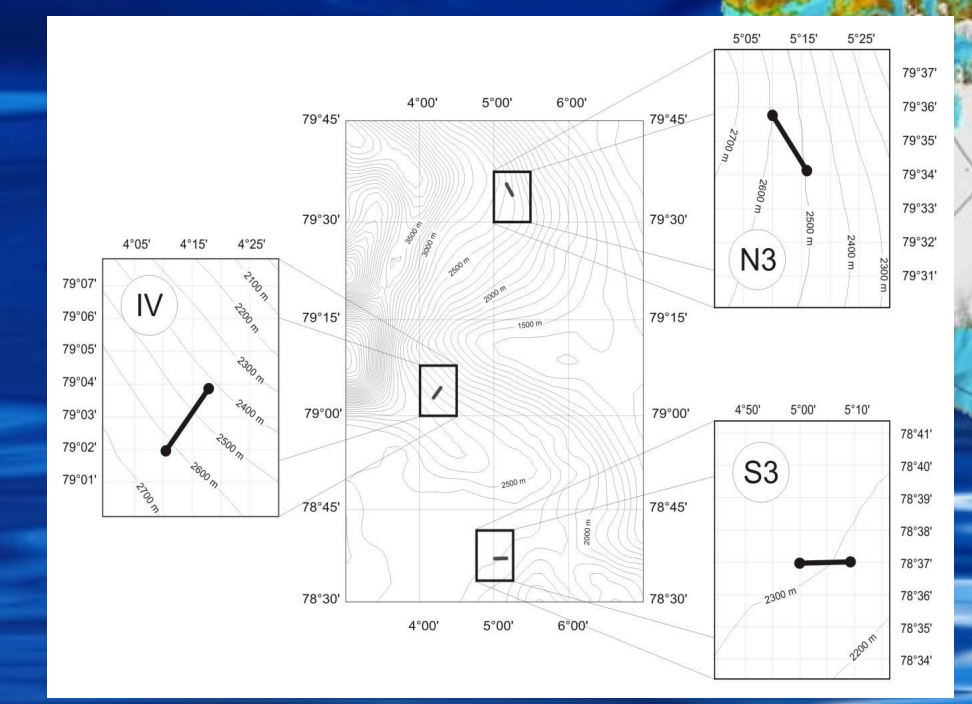 5°05' 5°15' 5°25'
79°37'
79°36'
79°35'
79°34'
79°33'
79°32'
79°31'
2700 m
2600 m
2500 m
2400 m
2300 m
N3
4°00' 5°00' 6°00'
79°45' 79°45'
79°30' 79°30'
79°15' 79°15'
79°00' 79°00'
78°45' 78°45'
78°30' 78°30'
4°00' 5°00' 6°00'
3500 m
3000 m
2500 m
2000 m
1500 m
2500 m
2000 m
4°05' 4°15' 4°25'
79°07'
79°06'
79°05'
79°04'
79°03'
79°02'
79°01'
IV
2100 m
2200 m
2300 m
2400 m
2500 m
2600 m
2700 m
4°50' 5°00' 5°10'
78°41'
78°40'
78°39'
78°38'
78°37'
78°36'
78°35'
78°34'
S3
2300 m
2200 m